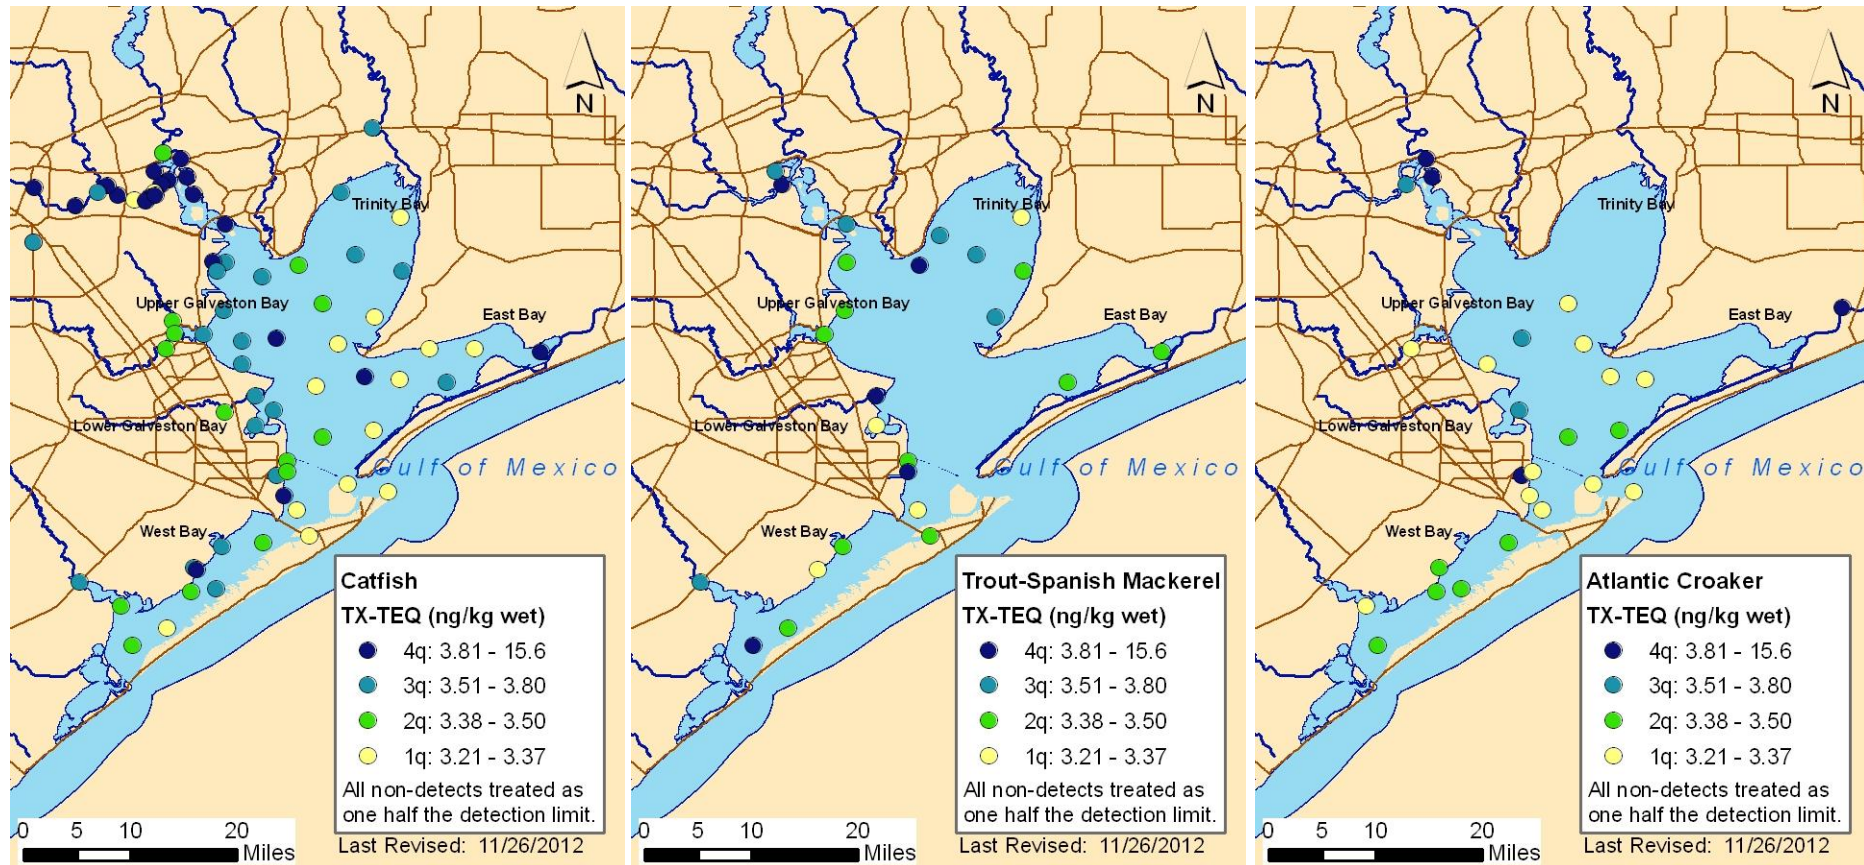 N
Trinity Bay
Upper Galveston Bay
East Bay
Lower Galveston Bay
Gulf of Mexico
West Bay
Catfish
TX-TEQ (ng/kg wet)
4q: 3.81 - 15.6
3q: 3.51 - 3.80
2q: 3.38 - 3.50
1q: 3.21 - 3.37
All non-detects treated as
one half the detection limit.
0 5 10 20
Miles
Last Revised: 11/26/2012
N
Trinity Bay
Upper Galveston Bay
East Bay
Lower Galveston Bay
Gulf of Mexico
West Bay
Trout-Spanish Mackerel
TX-TEQ (ng/kg wet)
4q: 3.81 - 15.6
3q: 3.51 - 3.80
2q: 3.38 - 3.50
1q: 3.21 - 3.37
All non-detects treated as
one half the detection limit.
0 5 10 20
Miles
Last Revised: 11/26/2012
N
Trinity Bay
Upper Galveston Bay
East Bay
Lower Galveston Bay
Gulf of Mexico
West Bay
Atlantic Croaker
TX-TEQ (ng/kg wet)
4q: 3.81 - 15.6
3q: 3.51 - 3.80
2q: 3.38 - 3.50
1q: 3.21 - 3.37
All non-detects treated as
one half the detection limit.
0 5 10 20
Miles
Last Revised: 11/26/2012